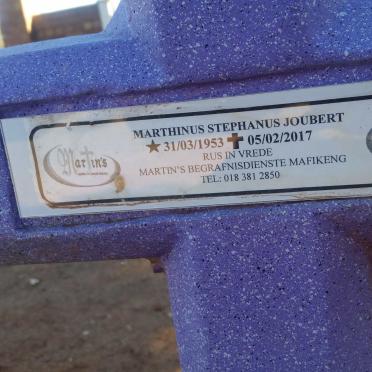 MARTHINUS STEPHANUS JOUBERT
31/03/1953 05/02/2017
RUS IN VREDE
MARTIN'S BEGRAFNISDIENSTE MAFIKENG
TEL: 018 381 2850
Martin's